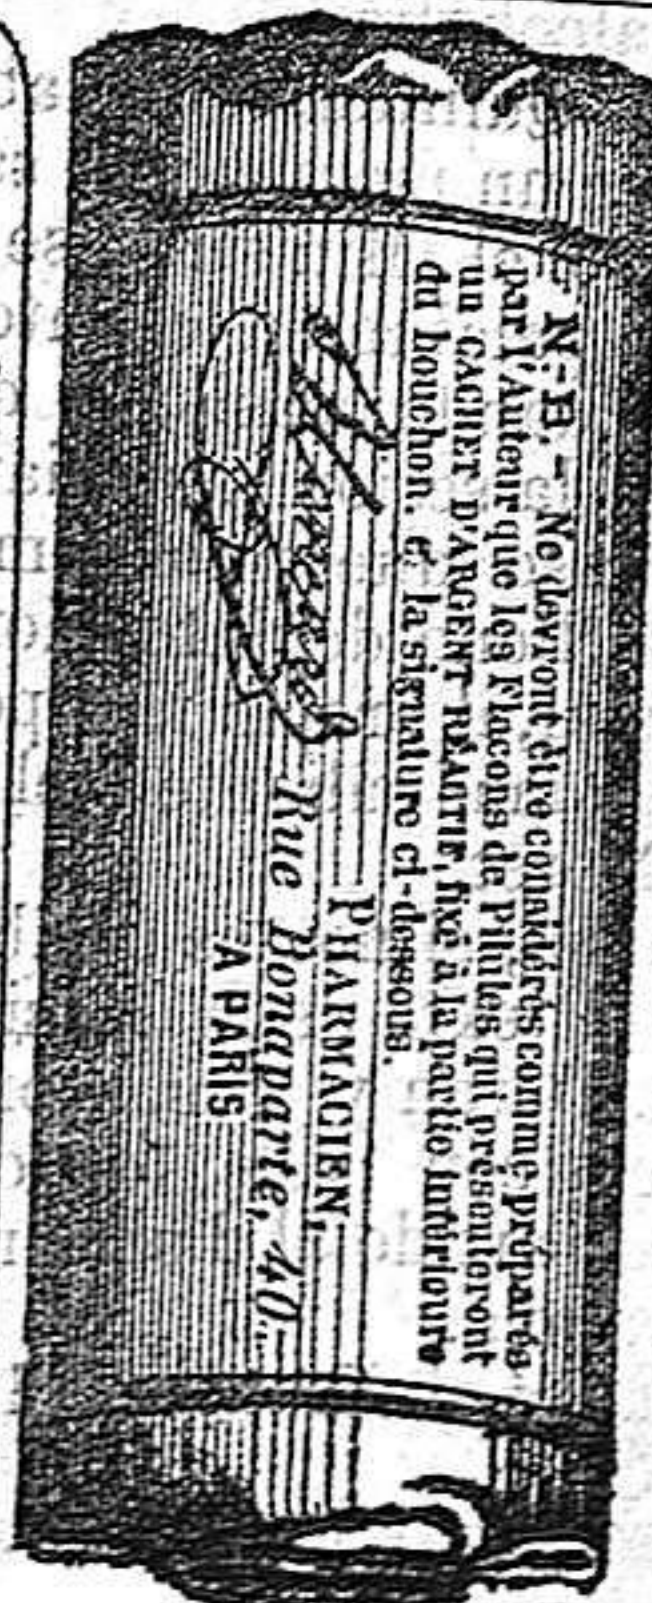 N.-B. - Ne devront être considérés comme préparés
par l'Auteur que les Flacons de Pilules qui présenteront
un CACHET D'ARGENT RÉACTIF, fixé à la partie inférieure
du bouchon, et la signature ci-dessous.
PHARMACIEN,
Rue Bonaparte, 40
A PARIS